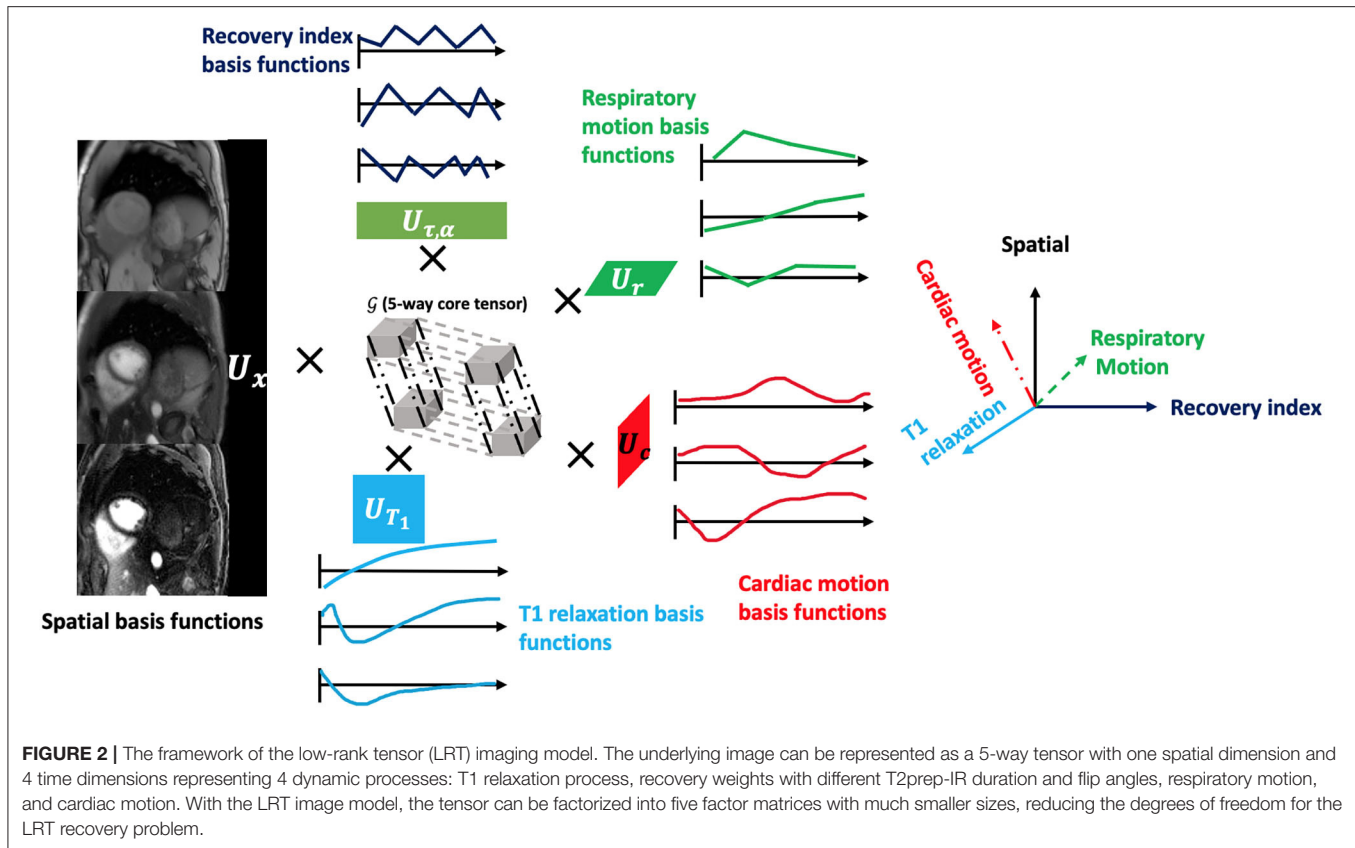 Recovery index
basis functions
Respiratory
motion basis
functions
U_{τ,α}
×
× U_r
𝒢 (5-way core tensor)
U_x ×
×
× U_c
U_{T_1}
Spatial basis functions
T1 relaxation basis
functions
Cardiac motion
basis functions
Spatial
Cardiac motion
Respiratory
Motion
Recovery index
T1
relaxation
FIGURE 2 | The framework of the low-rank tensor (LRT) imaging model. The underlying image can be represented as a 5-way tensor with one spatial dimension and
4 time dimensions representing 4 dynamic processes: T1 relaxation process, recovery weights with different T2prep-IR duration and flip angles, respiratory motion,
and cardiac motion. With the LRT image model, the tensor can be factorized into five factor matrices with much smaller sizes, reducing the degrees of freedom for the
LRT recovery problem.